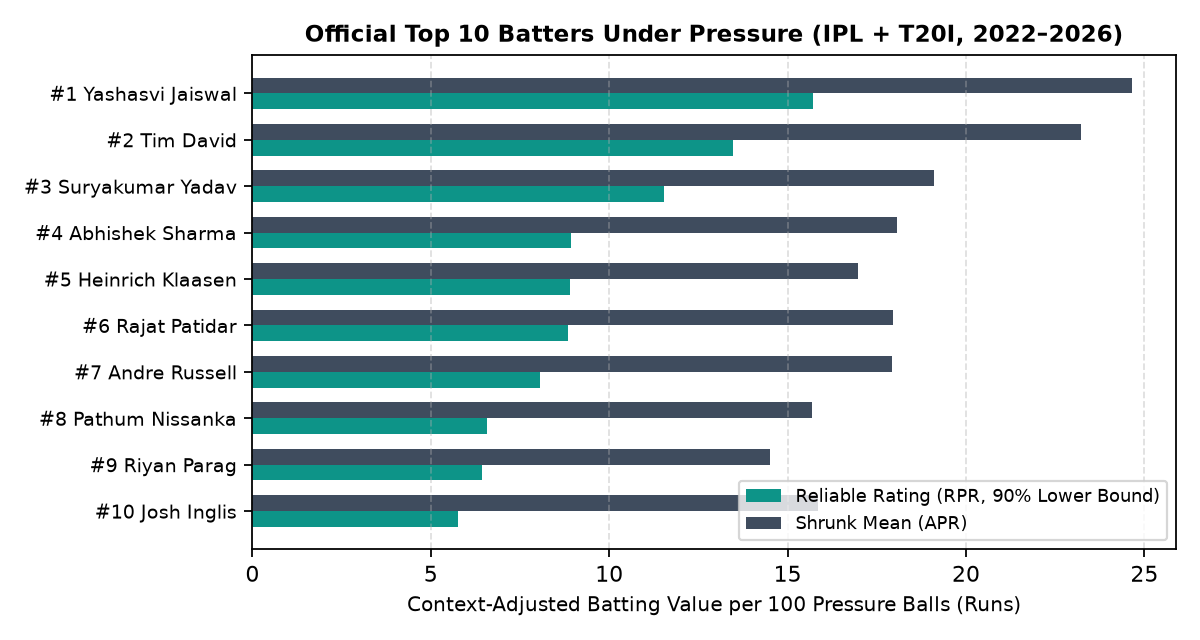 Official Top 10 Batters Under Pressure (IPL + T20I, 2022–2026)
#1 Yashasvi Jaiswal
#2 Tim David
#3 Suryakumar Yadav
#4 Abhishek Sharma
#5 Heinrich Klaasen
#6 Rajat Patidar
#7 Andre Russell
#8 Pathum Nissanka
#9 Riyan Parag
#10 Josh Inglis
Reliable Rating (RPR, 90% Lower Bound)
Shrunk Mean (APR)
0 5 10 15 20 25
Context-Adjusted Batting Value per 100 Pressure Balls (Runs)